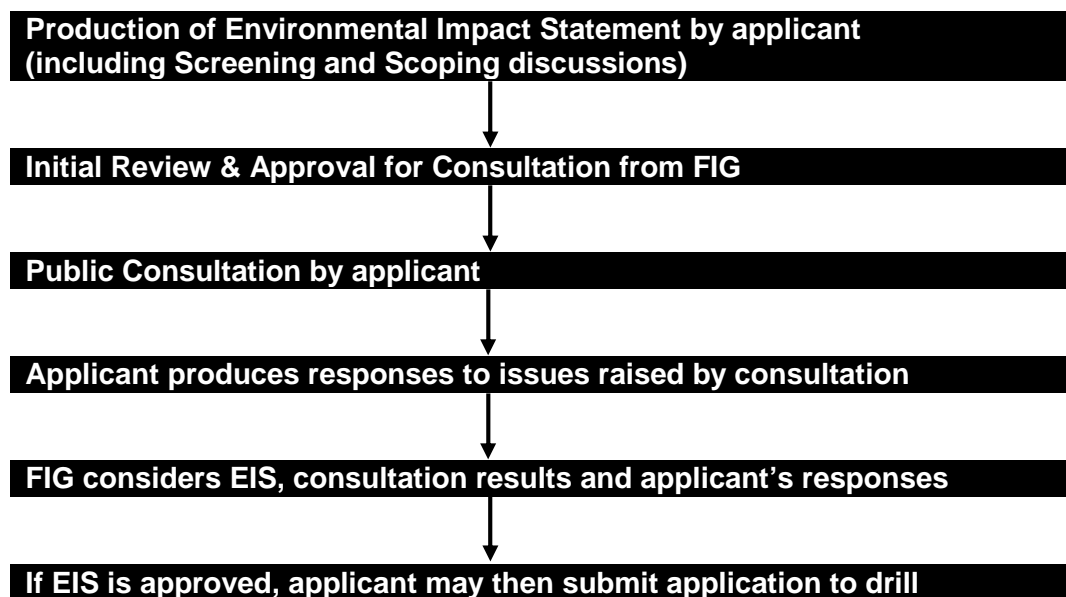 Production of Environmental Impact Statement by applicant
(including Screening and Scoping discussions)
Initial Review & Approval for Consultation from FIG
Public Consultation by applicant
Applicant produces responses to issues raised by consultation
FIG considers EIS, consultation results and applicant’s responses
If EIS is approved, applicant may then submit application to drill